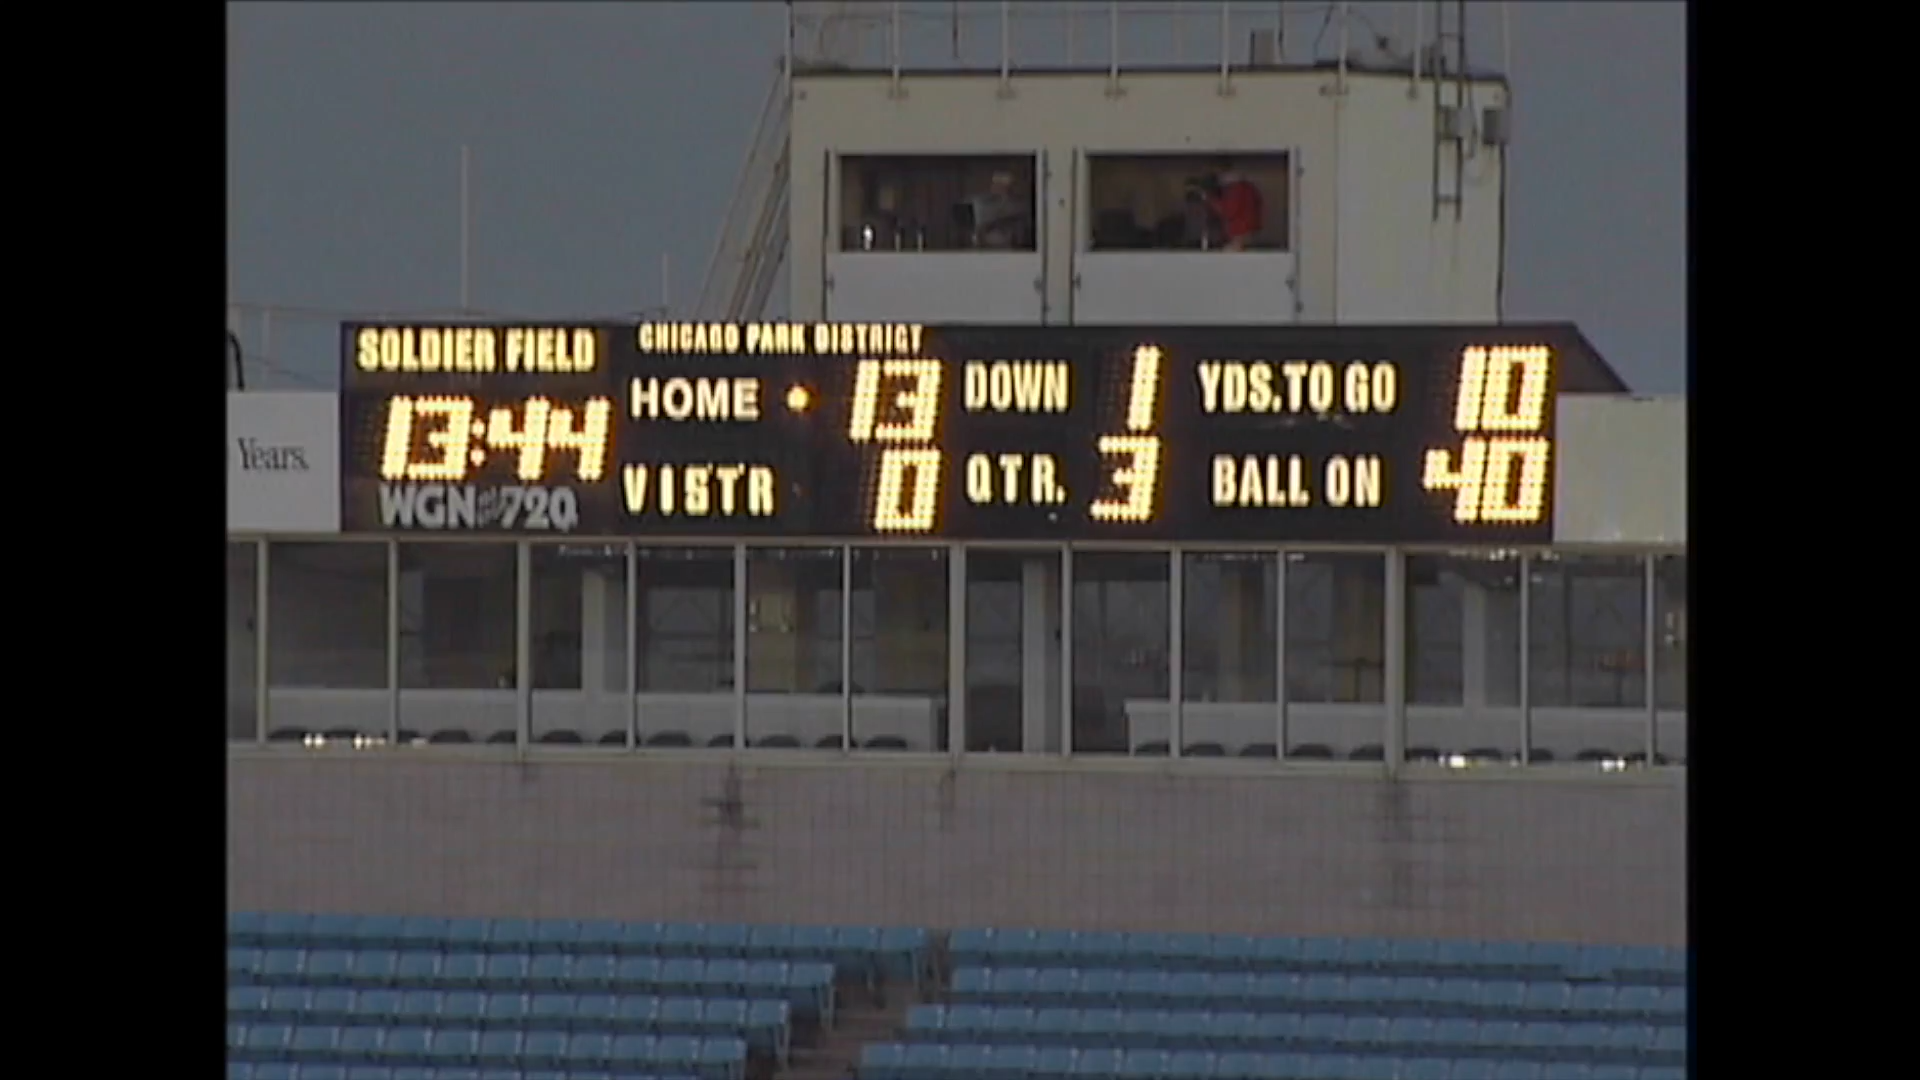 SOLDIER FIELD
CHICAGO PARK DISTRICT
13:44
HOME 13
DOWN 1
YDS.TO GO 10
VISTR 0
QTR. 3
BALL ON 40
WGN 720
Years.